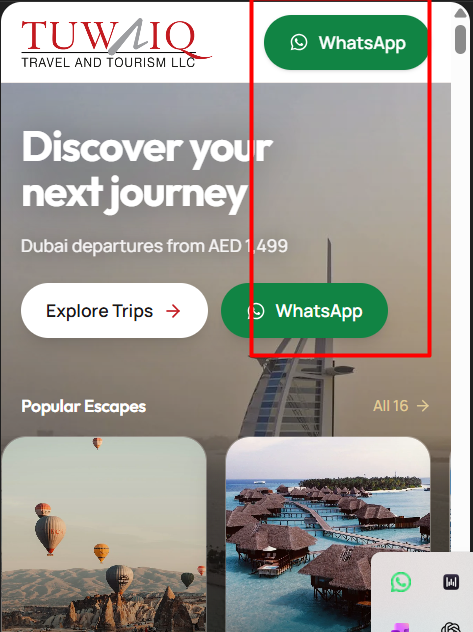 TUWAIQ
TRAVEL AND TOURISM LLC
WhatsApp
Discover your
next journey
Dubai departures from AED 1,499
Explore Trips →
WhatsApp
Popular Escapes
All 16 →